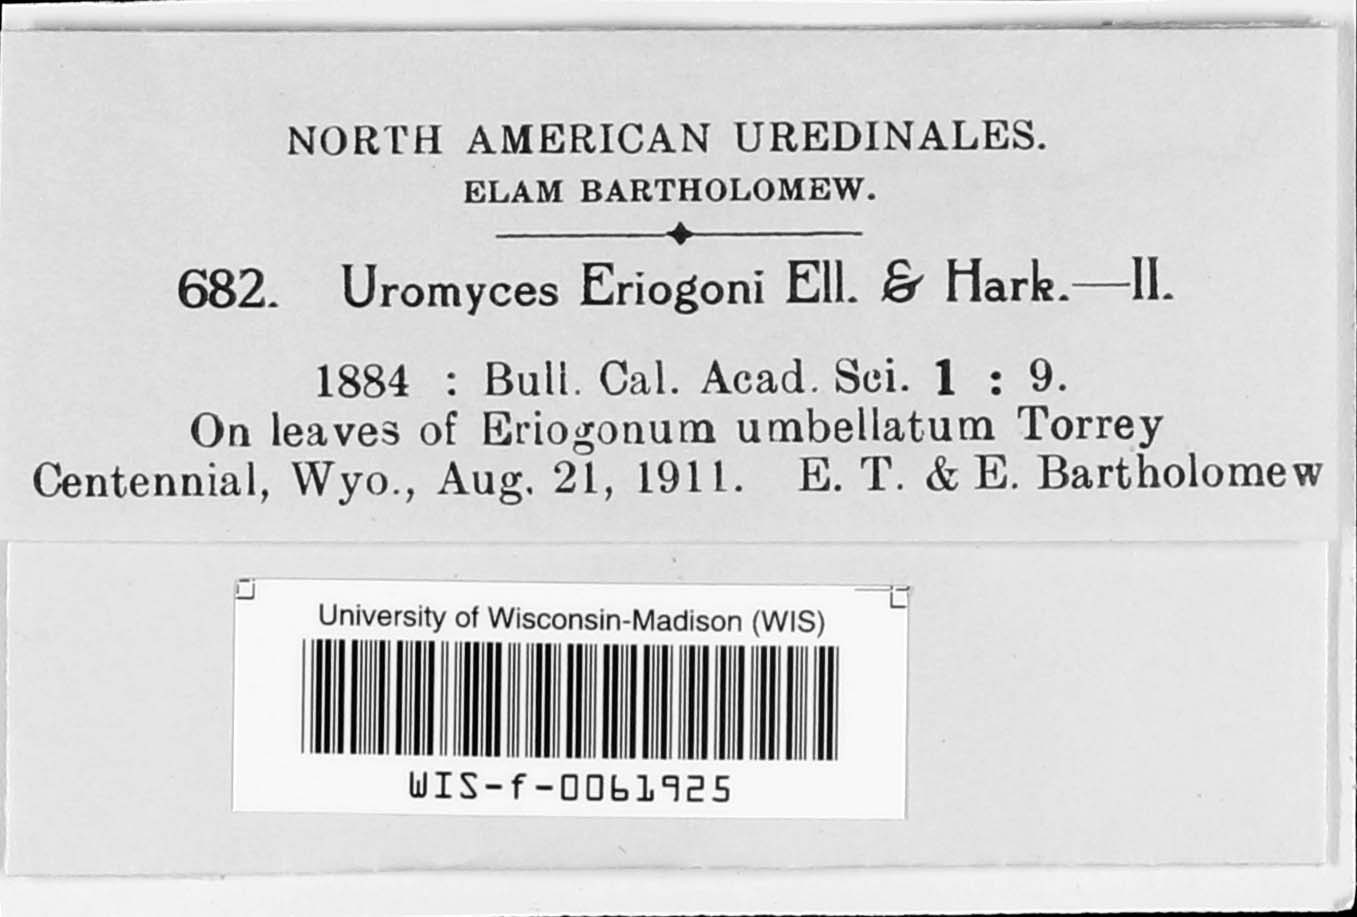 NORTH AMERICAN UREDINALES.
ELAM BARTHOLOMEW.
682. Uromyces Eriogoni Ell. & Hark.—II.
1884 : Bull. Cal. Acad. Sci. 1 : 9.
On leaves of Eriogonum umbellatum Torrey
Centennial, Wyo., Aug. 21, 1911. E. T. & E. Bartholomew
University of Wisconsin-Madison (WIS)
WIS-f-0061925